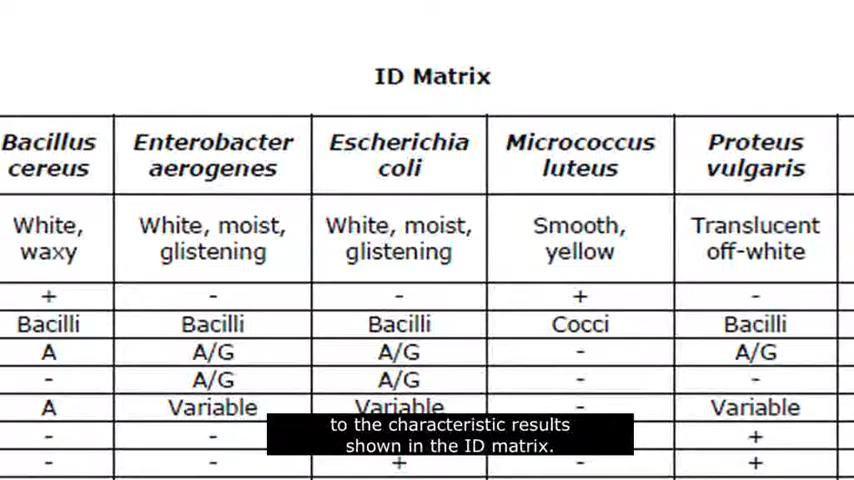 ID Matrix
Bacillus Enterobacter Escherichia Micrococcus Proteus
cereus aerogenes coli luteus vulgaris
White, White, moist, White, moist, Smooth, Translucent
waxy glistening glistening yellow off-white
+ - - + -
Bacilli Bacilli Bacilli Cocci Bacilli
A A/G A/G - A/G
- A/G A/G - -
A Variable Variable - Variable
to the characteristic results
- - +
shown in the ID matrix.
- - + - +